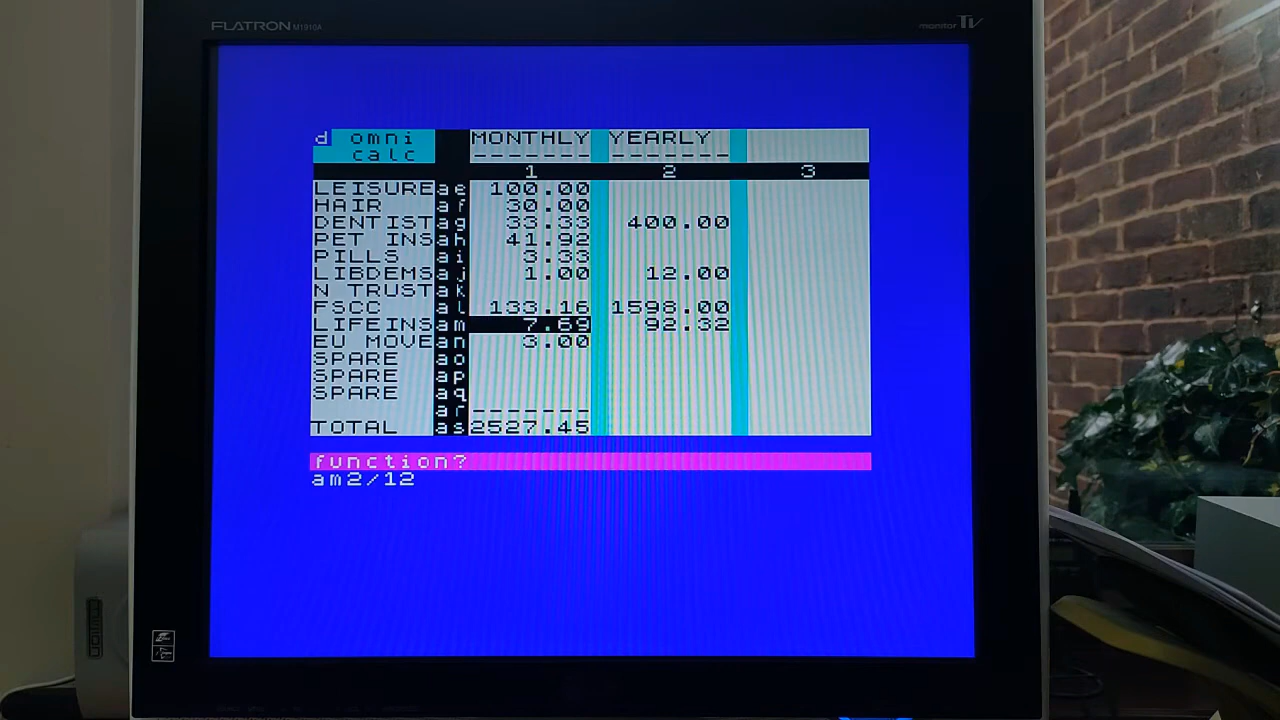 FLATRON M1910A
monitor TV
d omni MONTHLY YEARLY
calc ------- -------
1 2 3
LEISURE ae 100.00
HAIR af 30.00
DENTIST ag 33.33 400.00
PET INS ah 41.92
PILLS ai 3.33
LIBDEMS aj 1.00 12.00
N TRUST ak
FSCC al 133.16 1598.00
LIFEINS am 7.69 92.32
EU MOVE an 3.00
SPARE ao
SPARE ap
SPARE aq
ar -------
TOTAL as 2527.45
function?
am2/12